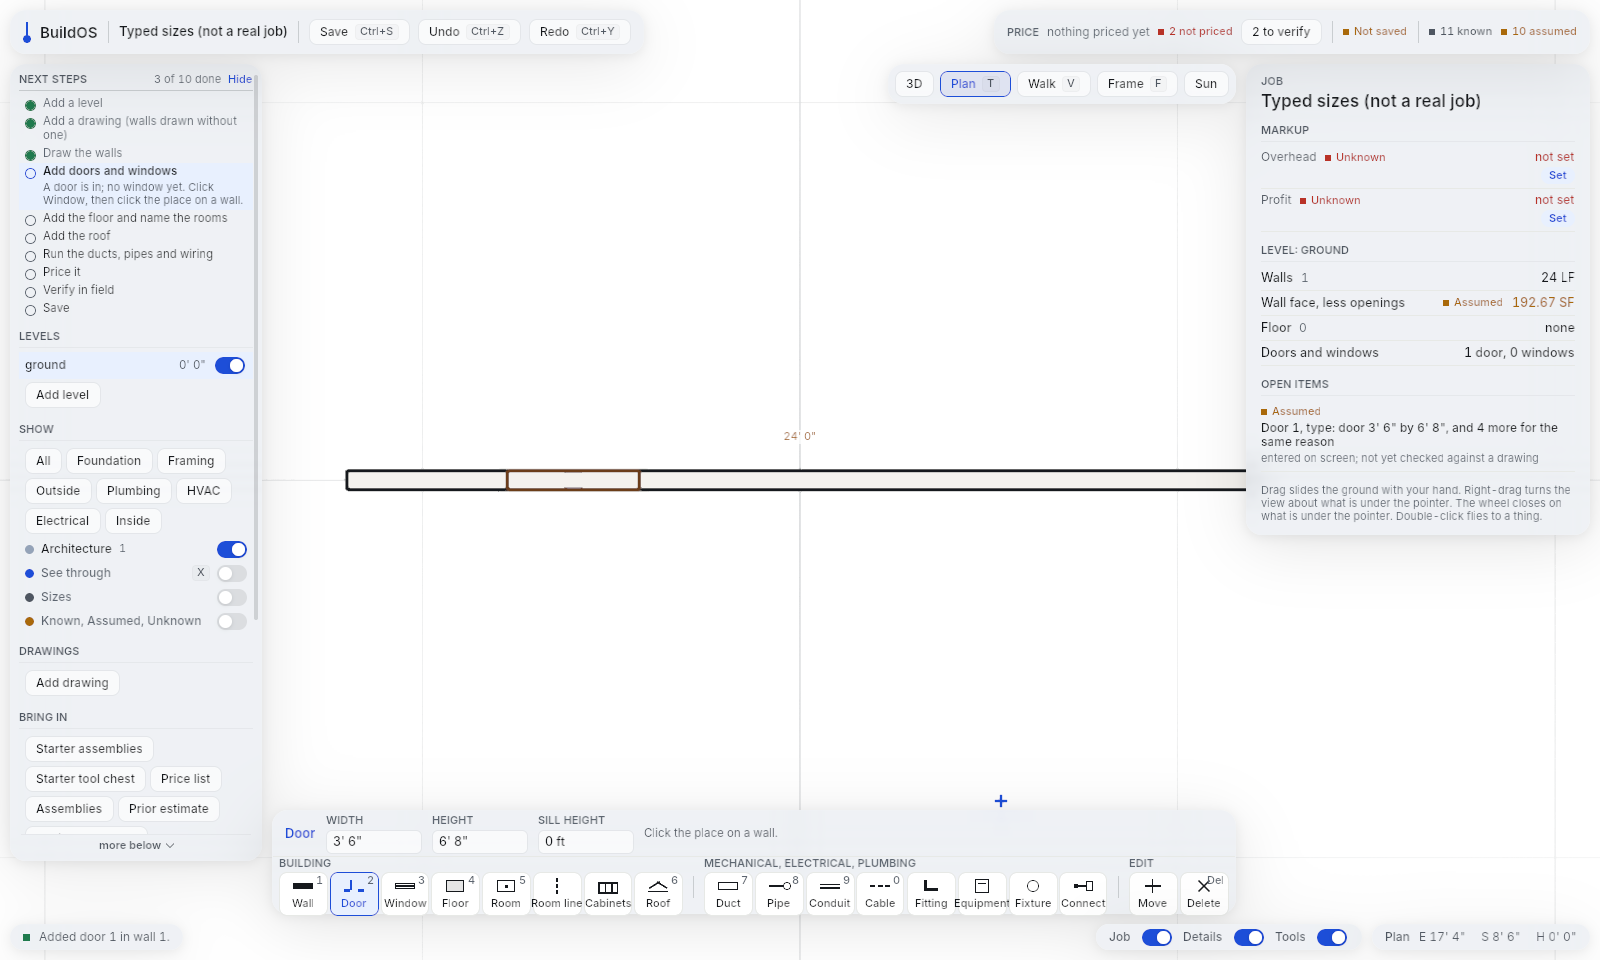 BuildOS
Typed sizes (not a real job)
Save Ctrl+S
Undo Ctrl+Z
Redo Ctrl+Y
PRICE nothing priced yet 2 not priced 2 to verify Not saved 11 known 10 assumed
NEXT STEPS 3 of 10 done Hide
Add a level
Add a drawing (walls drawn without
one)
Draw the walls
Add doors and windows
A door is in; no window yet. Click
Window, then click the place on a wall.
Add the floor and name the rooms
Add the roof
Run the ducts, pipes and wiring
Price it
Verify in field
Save
LEVELS
ground 0' 0"
Add level
SHOW
All Foundation Framing
Outside Plumbing HVAC
Electrical Inside
Architecture 1
See through X
Sizes
Known, Assumed, Unknown
DRAWINGS
Add drawing
BRING IN
Starter assemblies
Starter tool chest Price list
Assemblies Prior estimate
more below
3D Plan T Walk V Frame F Sun
24' 0"
JOB
Typed sizes (not a real job)
MARKUP
Overhead Unknown not set
Set
Profit Unknown not set
Set
LEVEL: GROUND
Walls 1 24 LF
Wall face, less openings Assumed 192.67 SF
Floor 0 none
Doors and windows 1 door, 0 windows
OPEN ITEMS
Assumed
Door 1, type: door 3' 6" by 6' 8", and 4 more for the
same reason
entered on screen; not yet checked against a drawing
Drag slides the ground with your hand. Right-drag turns the
view about what is under the pointer. The wheel closes on
what is under the pointer. Double-click flies to a thing.
Door
WIDTH HEIGHT SILL HEIGHT
3' 6" 6' 8" 0 ft
Click the place on a wall.
BUILDING MECHANICAL, ELECTRICAL, PLUMBING EDIT
1 2 3 4 5 6 7 8 9 0 Del
Wall Door Window Floor Room Room line Cabinets Roof Duct Pipe Conduit Cable Fitting Equipment Fixture Connect Move Delete
Added door 1 in wall 1.
Job Details Tools
Plan E 17' 4" S 8' 6" H 0' 0"